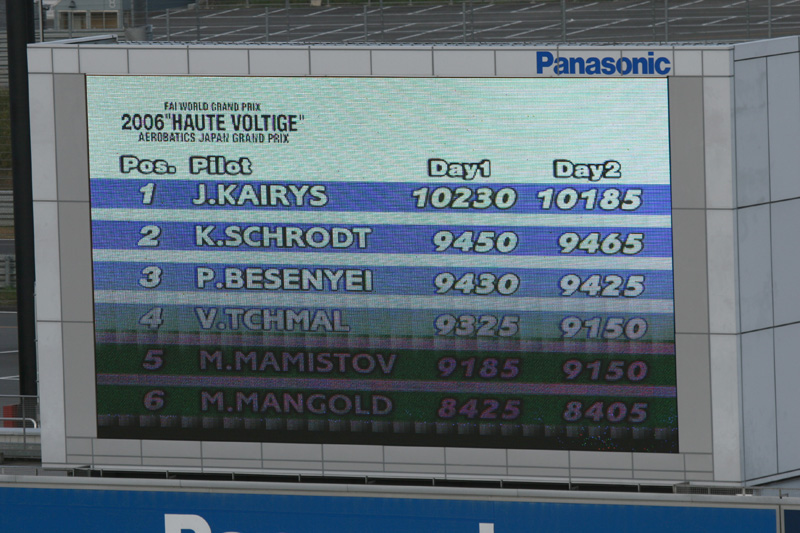 Panasonic
FAI WORLD GRAND PRIX
2006"HAUTE VOLTIGE"
AEROBATICS JAPAN GRAND PRIX
Pos. Pilot Day1 Day2
1 J.KAIRYS 10230 10185
2 K.SCHRODT 9450 9465
3 P.BESENYEI 9430 9425
4 V.TCHMAL 9325 9150
5 M.MAMISTOV 9185 9150
6 M.MANGOLD 8425 8405